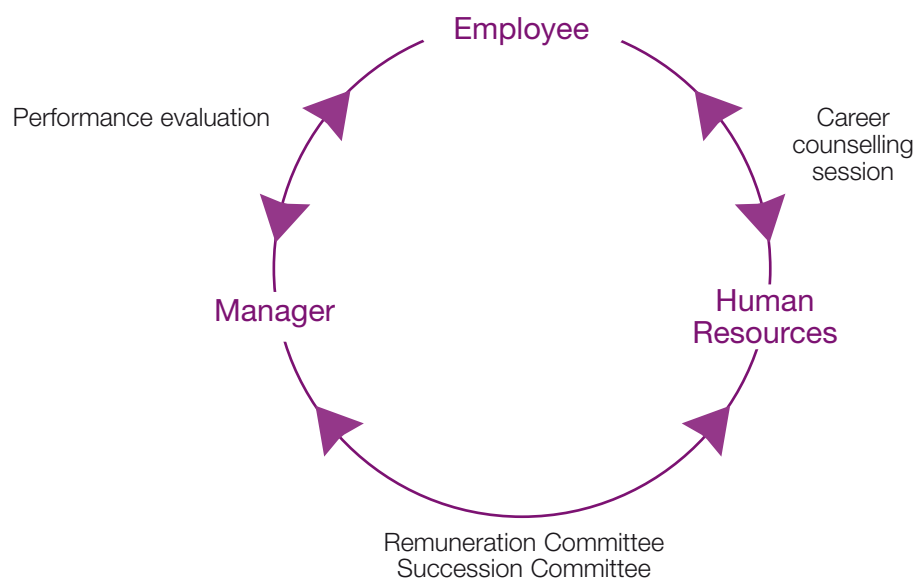 Employee
Performance evaluation
Career
counselling
session
Manager
Human
Resources
Remuneration Committee
Succession Committee